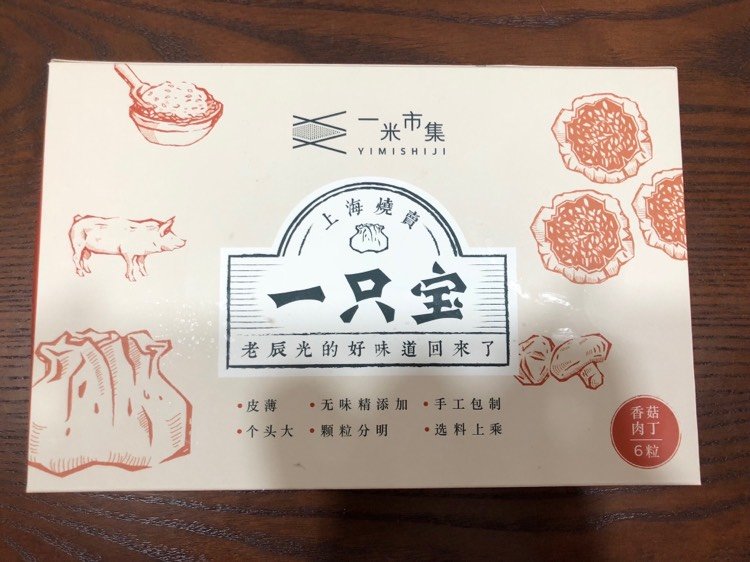 一米市集
YIMISHIJI
上海燒賣
一只宝
老辰光的好味道回來了
•皮薄 •无味精添加 •手工包制
•个头大 •颗粒分明 •选料上乘
香菇
肉丁
6粒